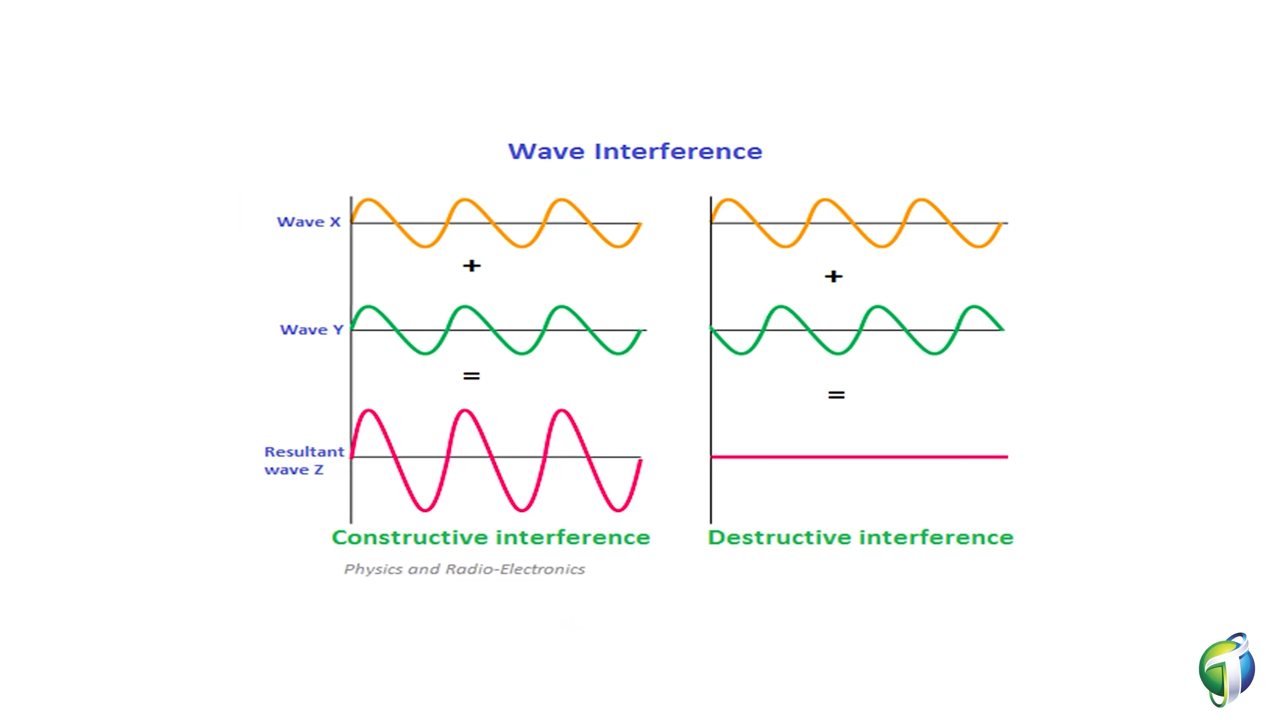 Wave Interference
Wave X
+
+
Wave Y
=
=
Resultant
wave Z
Constructive interference
Destructive interference
Physics and Radio-Electronics